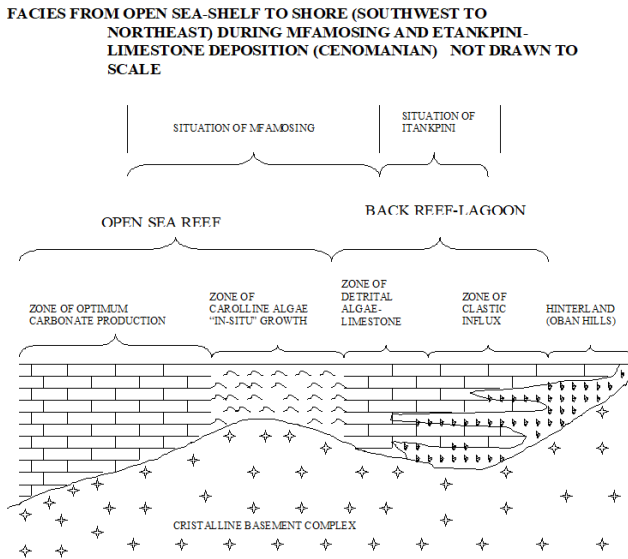 FACIES FROM OPEN SEA-SHELF TO SHORE (SOUTHWEST TO
NORTHEAST) DURING MFAMOSING AND ETANKPINI-
LIMESTONE DEPOSITION (CENOMANIAN) NOT DRAWN TO
SCALE
SITUATION OF MFAMOSING
SITUATION OF
ITANKPINI
OPEN SEA REEF
BACK REEF-LAGOON
ZONE OF OPTIMUM
CARBONATE PRODUCTION
ZONE OF
CAROLLINE ALGAE
“IN-SITU” GROWTH
ZONE OF
DETRITAL
ALGAE-
LIMESTONE
ZONE OF
CLASTIC
INFLUX
HINTERLAND
(OBAN HILLS)
CRISTALLINE BASEMENT COMPLEX